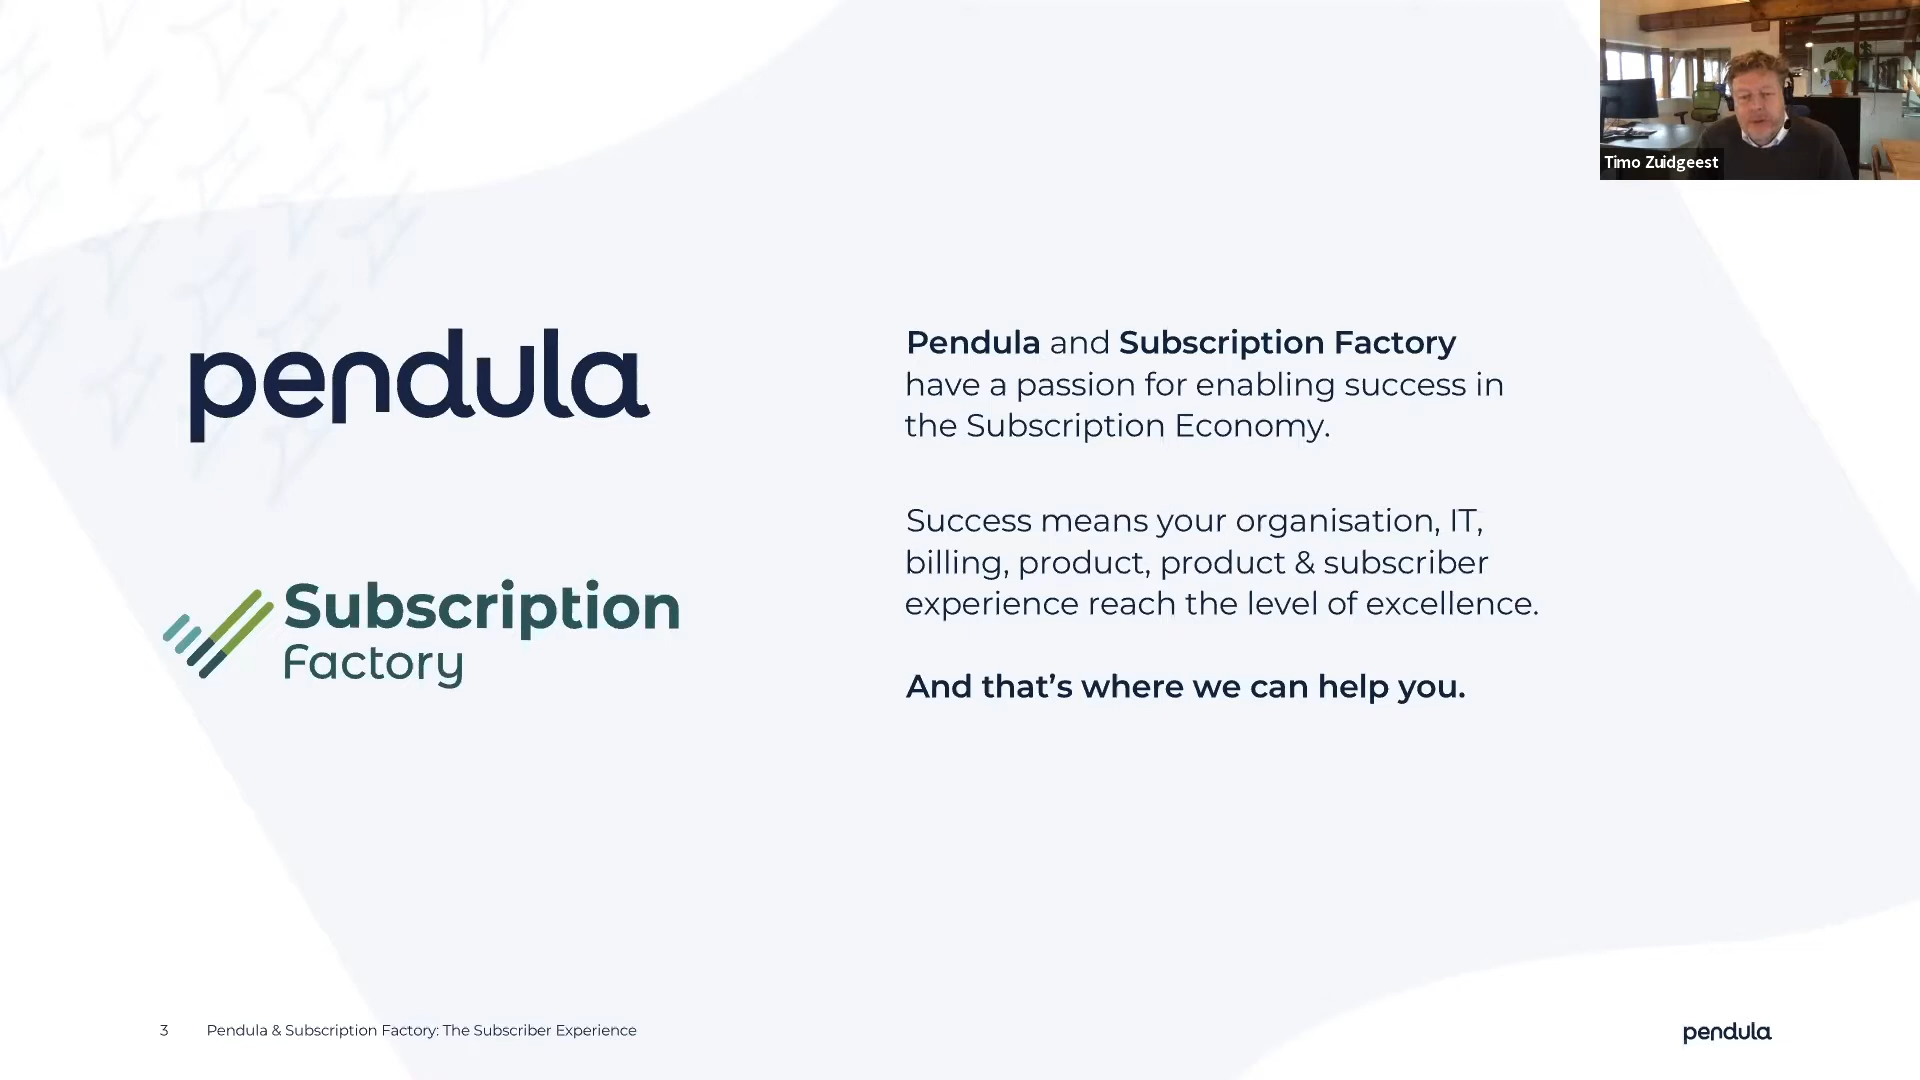 Timo Zuidgeest
pendula
Subscription
Factory
Pendula and Subscription Factory
have a passion for enabling success in
the Subscription Economy.
Success means your organisation, IT,
billing, product, product & subscriber
experience reach the level of excellence.
And that’s where we can help you.
3 Pendula & Subscription Factory: The Subscriber Experience
pendula